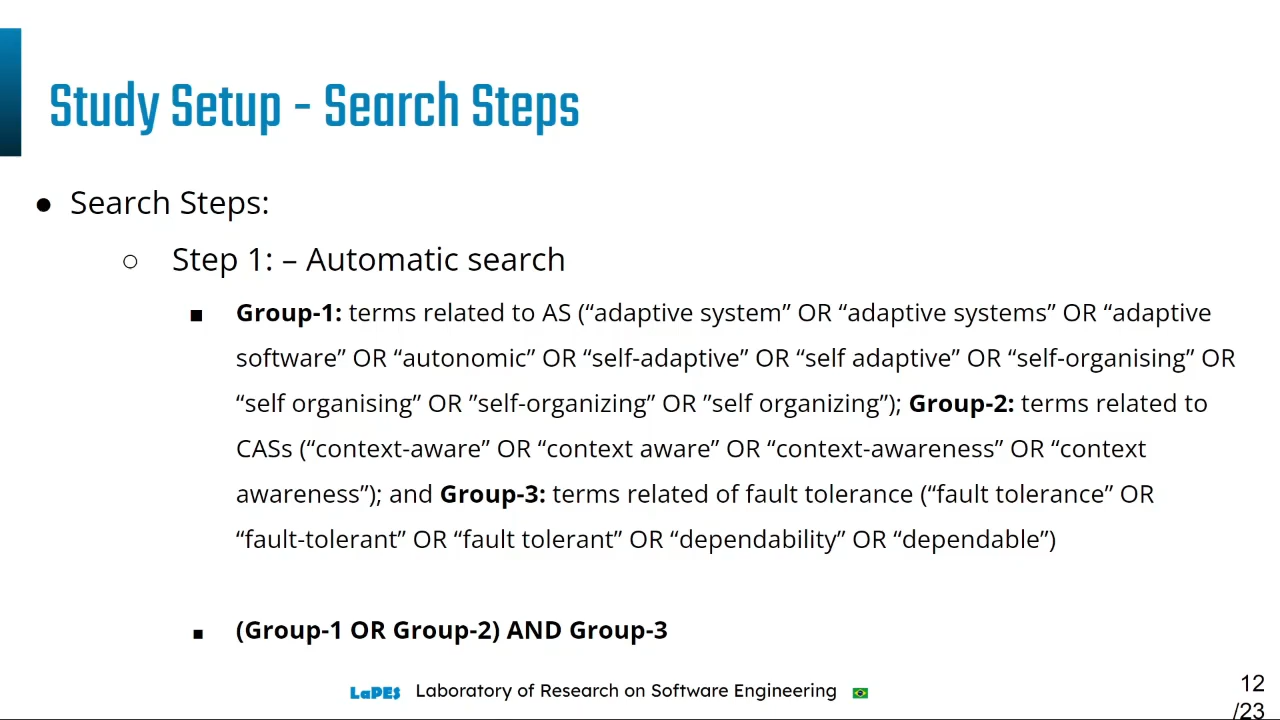 Study Setup - Search Steps
● Search Steps:
○ Step 1: – Automatic search
■ Group-1: terms related to AS (“adaptive system” OR “adaptive systems” OR “adaptive
software” OR “autonomic” OR “self-adaptive” OR “self adaptive” OR “self-organising” OR
“self organising” OR ”self-organizing” OR ”self organizing”); Group-2: terms related to
CASs (“context-aware” OR “context aware” OR “context-awareness” OR “context
awareness”); and Group-3: terms related of fault tolerance (“fault tolerance” OR
“fault-tolerant” OR “fault tolerant” OR “dependability” OR “dependable”)
■ (Group-1 OR Group-2) AND Group-3
LaPES Laboratory of Research on Software Engineering
12
/23